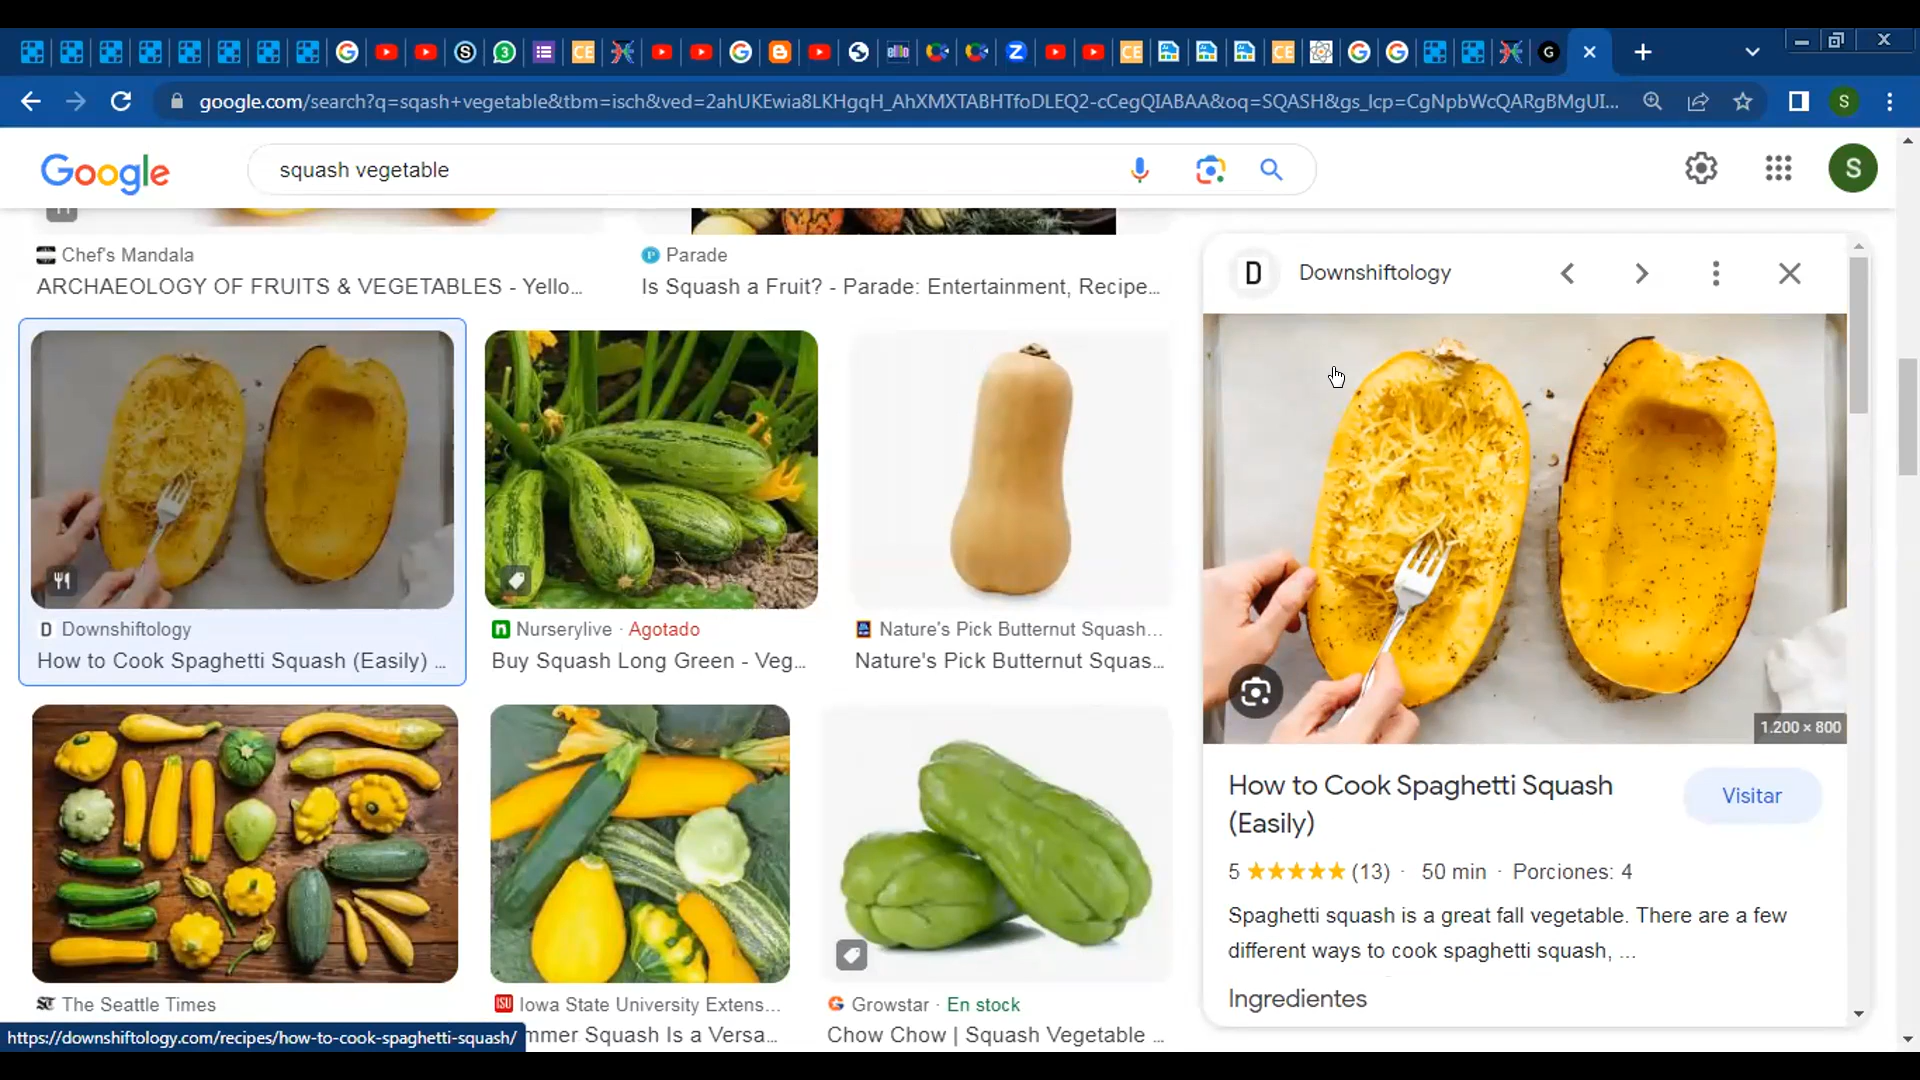 google.com/search?q=sqash+vegetable&tbm=isch&ved=2ahUKEwia8LKHgqH_AhXMXTABHTfoDLEQ2-cCegQIABAA&oq=SQASH&gs_lcp=CgNpbWcQARgBMgUI...
S
Google
squash vegetable
S
Chef's Mandala
ARCHAEOLOGY OF FRUITS & VEGETABLES - Yello...
P Parade
Is Squash a Fruit? - Parade: Entertainment, Recipe...
D Downshiftology
1.200 × 800
D Downshiftology
How to Cook Spaghetti Squash (Easily) ...
n Nurserylive · Agotado
Buy Squash Long Green - Veg...
Nature's Pick Butternut Squash...
Nature's Pick Butternut Squas...
How to Cook Spaghetti Squash
(Easily)
Visitar
5 ★★★★★ (13) · 50 min · Porciones: 4
Spaghetti squash is a great fall vegetable. There are a few
different ways to cook spaghetti squash, ...
Ingredientes
The Seattle Times
ISU Iowa State University Extens...
mmer Squash Is a Versa...
G Growstar · En stock
Chow Chow | Squash Vegetable ...
https://downshiftology.com/recipes/how-to-cook-spaghetti-squash/